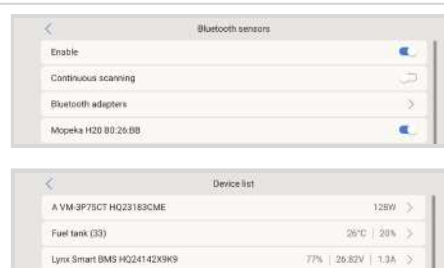 Bluetooth sensors
Enable
Continuous scanning
Bluetooth adapters
Mopeka H20 80:26:BB
Device list
A VM-3P75CT HQ23183CME 128W
Fuel tank (33) 26°C | 20%
Lynx Smart BMS HQ24142X9K9 77% | 26.82V | 1.3A